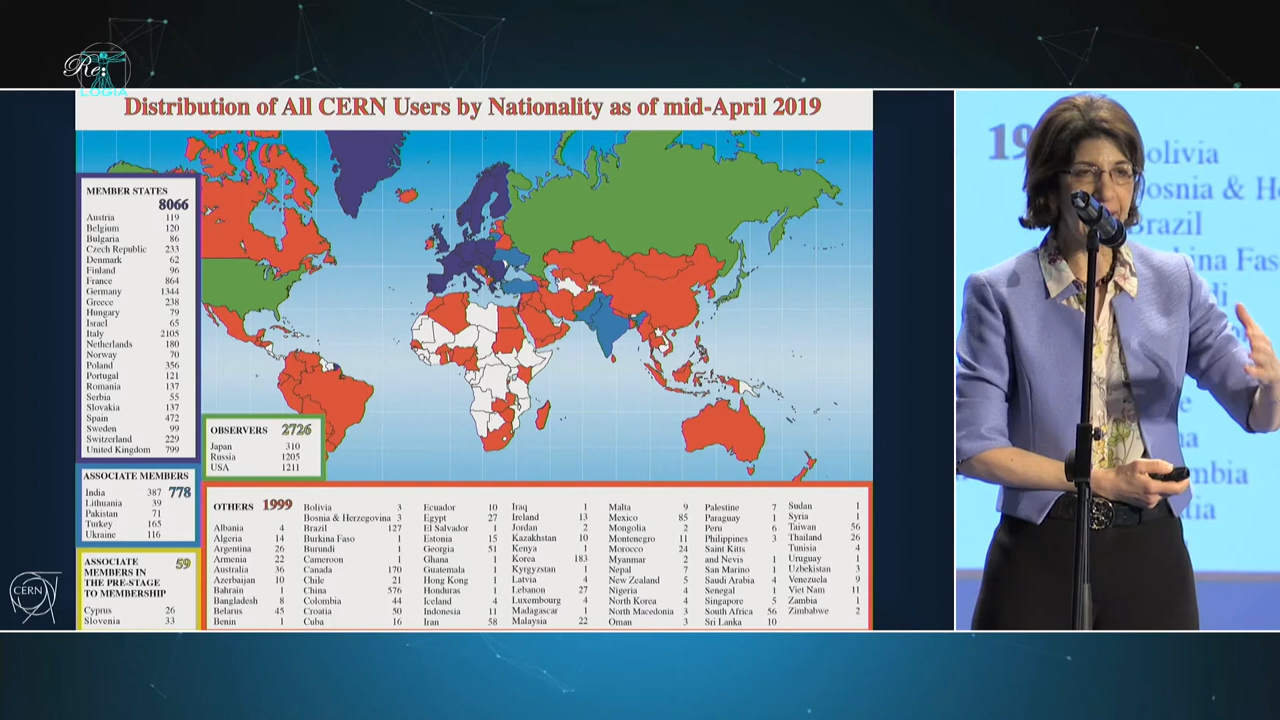 Re:
LOGIA
Distribution of All CERN Users by Nationality as of mid-April 2019
MEMBER STATES
8066
Austria 119
Belgium 120
Bulgaria 86
Czech Republic 233
Denmark 62
Finland 96
France 864
Germany 1344
Greece 238
Hungary 79
Israel 65
Italy 2105
Netherlands 180
Norway 70
Poland 356
Portugal 121
Romania 137
Serbia 55
Slovakia 137
Spain 472
Sweden 99
Switzerland 229
United Kingdom 799
OBSERVERS 2726
Japan 310
Russia 1205
USA 1211
ASSOCIATE MEMBERS
778
India 387
Lithuania 39
Pakistan 71
Turkey 165
Ukraine 116
ASSOCIATE
MEMBERS IN
THE PRE-STAGE
TO MEMBERSHIP
59
Cyprus 26
Slovenia 33
OTHERS 1999
Albania 4
Algeria 14
Argentina 26
Armenia 22
Australia 36
Azerbaijan 10
Bahrain 1
Bangladesh 8
Belarus 45
Benin 1
Bolivia 3
Bosnia & Herzegovina 3
Brazil 127
Burkina Faso 1
Burundi 1
Cameroon 1
Canada 170
Chile 21
China 576
Colombia 44
Croatia 50
Cuba 16
Ecuador 10
Egypt 27
El Salvador 1
Estonia 15
Georgia 51
Ghana 1
Guatemala 1
Hong Kong 1
Honduras 1
Iceland 4
Indonesia 11
Iran 58
Iraq 1
Ireland 13
Jordan 2
Kazakhstan 10
Kenya 1
Korea 183
Kyrgyzstan 1
Latvia 4
Lebanon 27
Luxembourg 4
Madagascar 1
Malaysia 22
Malta 9
Mexico 85
Mongolia 2
Montenegro 11
Morocco 24
Myanmar 2
Nepal 7
New Zealand 5
Nigeria 4
North Korea 4
North Macedonia 3
Oman 3
Palestine 7
Paraguay 1
Peru 6
Philippines 3
Saint Kitts
and Nevis 1
San Marino 1
Saudi Arabia 4
Senegal 1
Singapore 5
South Africa 56
Sri Lanka 10
Sudan 1
Syria 1
Taiwan 56
Thailand 26
Tunisia 4
Uruguay 1
Uzbekistan 3
Venezuela 9
Viet Nam 11
Zambia 1
Zimbabwe 2
CERN
19
olivia
osnia & H
Brazil
ina Fas